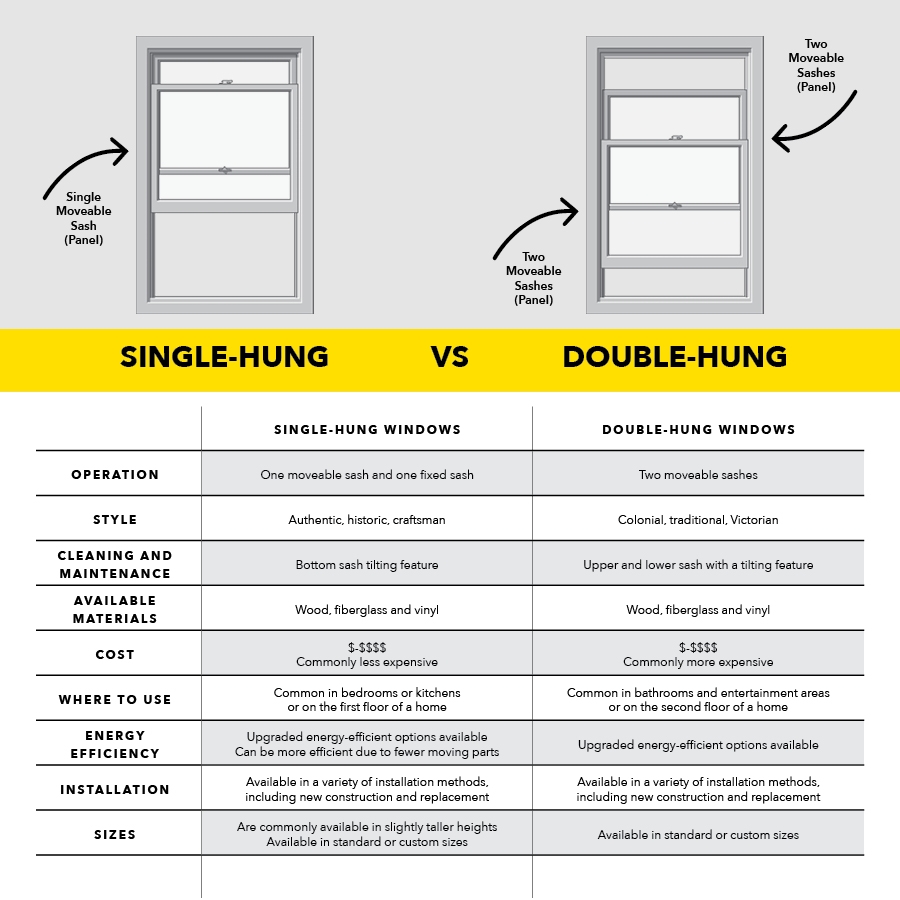 Two
Moveable
Sashes
(Panel)
Single
Moveable
Sash
(Panel)
Two
Moveable
Sashes
(Panel)
SINGLE-HUNG VS DOUBLE-HUNG
SINGLE-HUNG WINDOWS DOUBLE-HUNG WINDOWS
OPERATION One moveable sash and one fixed sash Two moveable sashes
STYLE Authentic, historic, craftsman Colonial, traditional, Victorian
CLEANING AND
MAINTENANCE
Bottom sash tilting feature Upper and lower sash with a tilting feature
AVAILABLE
MATERIALS
Wood, fiberglass and vinyl Wood, fiberglass and vinyl
COST
$-$$$$
Commonly less expensive
$-$$$$
Commonly more expensive
WHERE TO USE
Common in bedrooms or kitchens
or on the first floor of a home
Common in bathrooms and entertainment areas
or on the second floor of a home
ENERGY
EFFICIENCY
Upgraded energy-efficient options available
Can be more efficient due to fewer moving parts
Upgraded energy-efficient options available
INSTALLATION
Available in a variety of installation methods,
including new construction and replacement
Available in a variety of installation methods,
including new construction and replacement
SIZES
Are commonly available in slightly taller heights
Available in standard or custom sizes
Available in standard or custom sizes